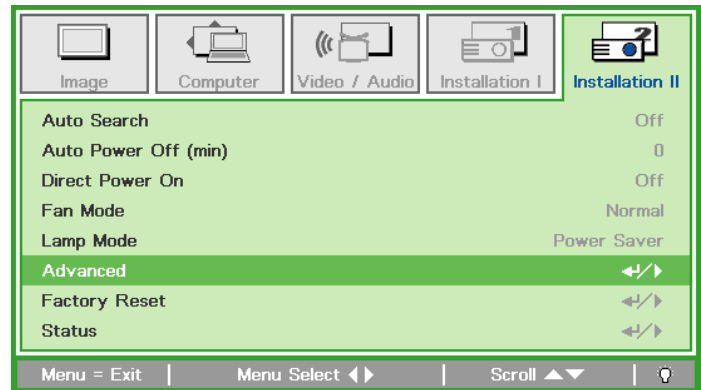 Image Computer Video / Audio Installation I Installation II
Auto Search Off
Auto Power Off (min) 0
Direct Power On Off
Fan Mode Normal
Lamp Mode Power Saver
Advanced
Factory Reset
Status
Menu = Exit Menu Select Scroll